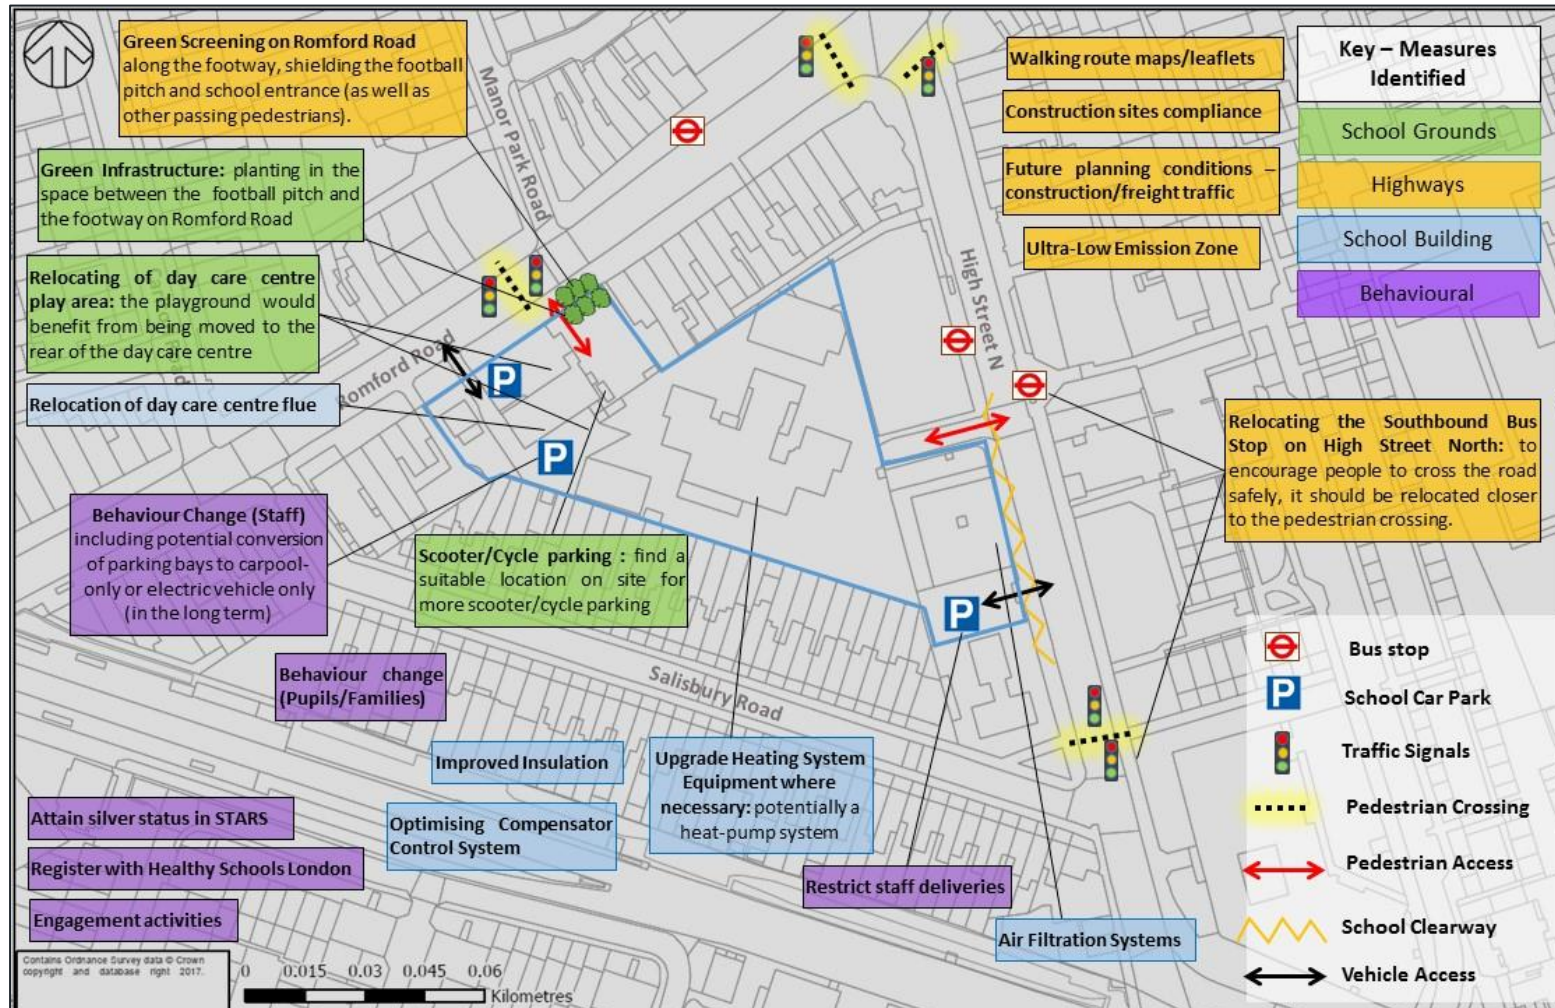 Green Screening on Romford Road
along the footway, shielding the football
pitch and school entrance (as well as
other passing pedestrians).
Green Infrastructure: planting in the
space between the football pitch and
the footway on Romford Road
Relocating of day care centre
play area: the playground would
benefit from being moved to the
rear of the day care centre
Relocation of day care centre flue
Behaviour Change (Staff)
including potential conversion
of parking bays to carpool-
only or electric vehicle only
(in the long term)
Scooter/Cycle parking : find a
suitable location on site for
more scooter/cycle parking
Behaviour change
(Pupils/Families)
Improved Insulation
Optimising Compensator
Control System
Upgrade Heating System
Equipment where
necessary: potentially a
heat-pump system
Attain silver status in STARS
Register with Healthy Schools London
Engagement activities
Restrict staff deliveries
Air Filtration Systems
Manor Park Road
Romford Road
High Street N
Salisbury Road
P
P
P
Walking route maps/leaflets
Construction sites compliance
Future planning conditions –
construction/freight traffic
Ultra-Low Emission Zone
Relocating the Southbound Bus
Stop on High Street North: to
encourage people to cross the road
safely, it should be relocated closer
to the pedestrian crossing.
Key – Measures
Identified
School Grounds
Highways
School Building
Behavioural
Bus stop
P
School Car Park
Traffic Signals
Pedestrian Crossing
Pedestrian Access
School Clearway
Vehicle Access
Contains Ordnance Survey data © Crown
copyright and database right 2017.
0 0.015 0.03 0.045 0.06
Kilometres